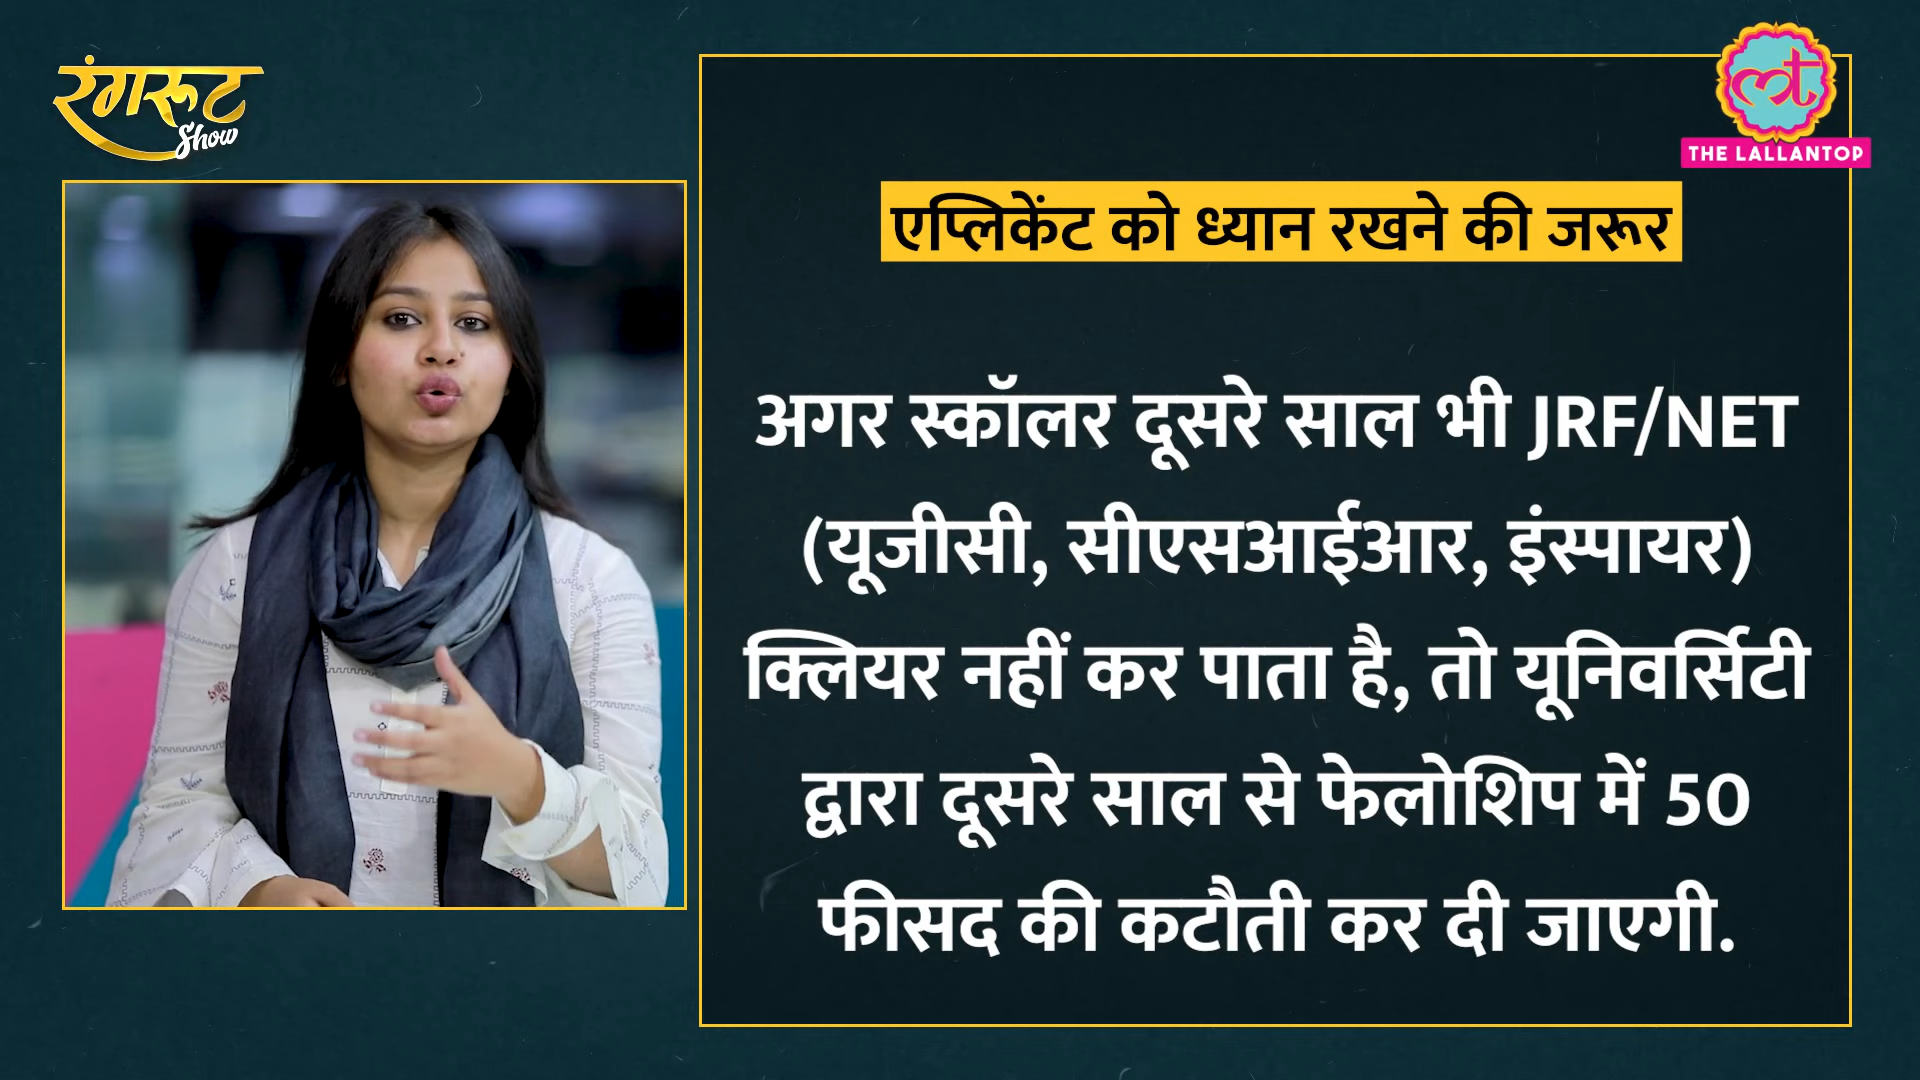 रंगरूट
Show
THE LALLANTOP
एप्लिकेंट को ध्यान रखने की जरूर
अगर स्कॉलर दूसरे साल भी JRF/NET
(यूजीसी, सीएसआईआर, इंस्पायर)
क्लियर नहीं कर पाता है, तो यूनिवर्सिटी
द्वारा दूसरे साल से फेलोशिप में 50
फीसद की कटौती कर दी जाएगी.